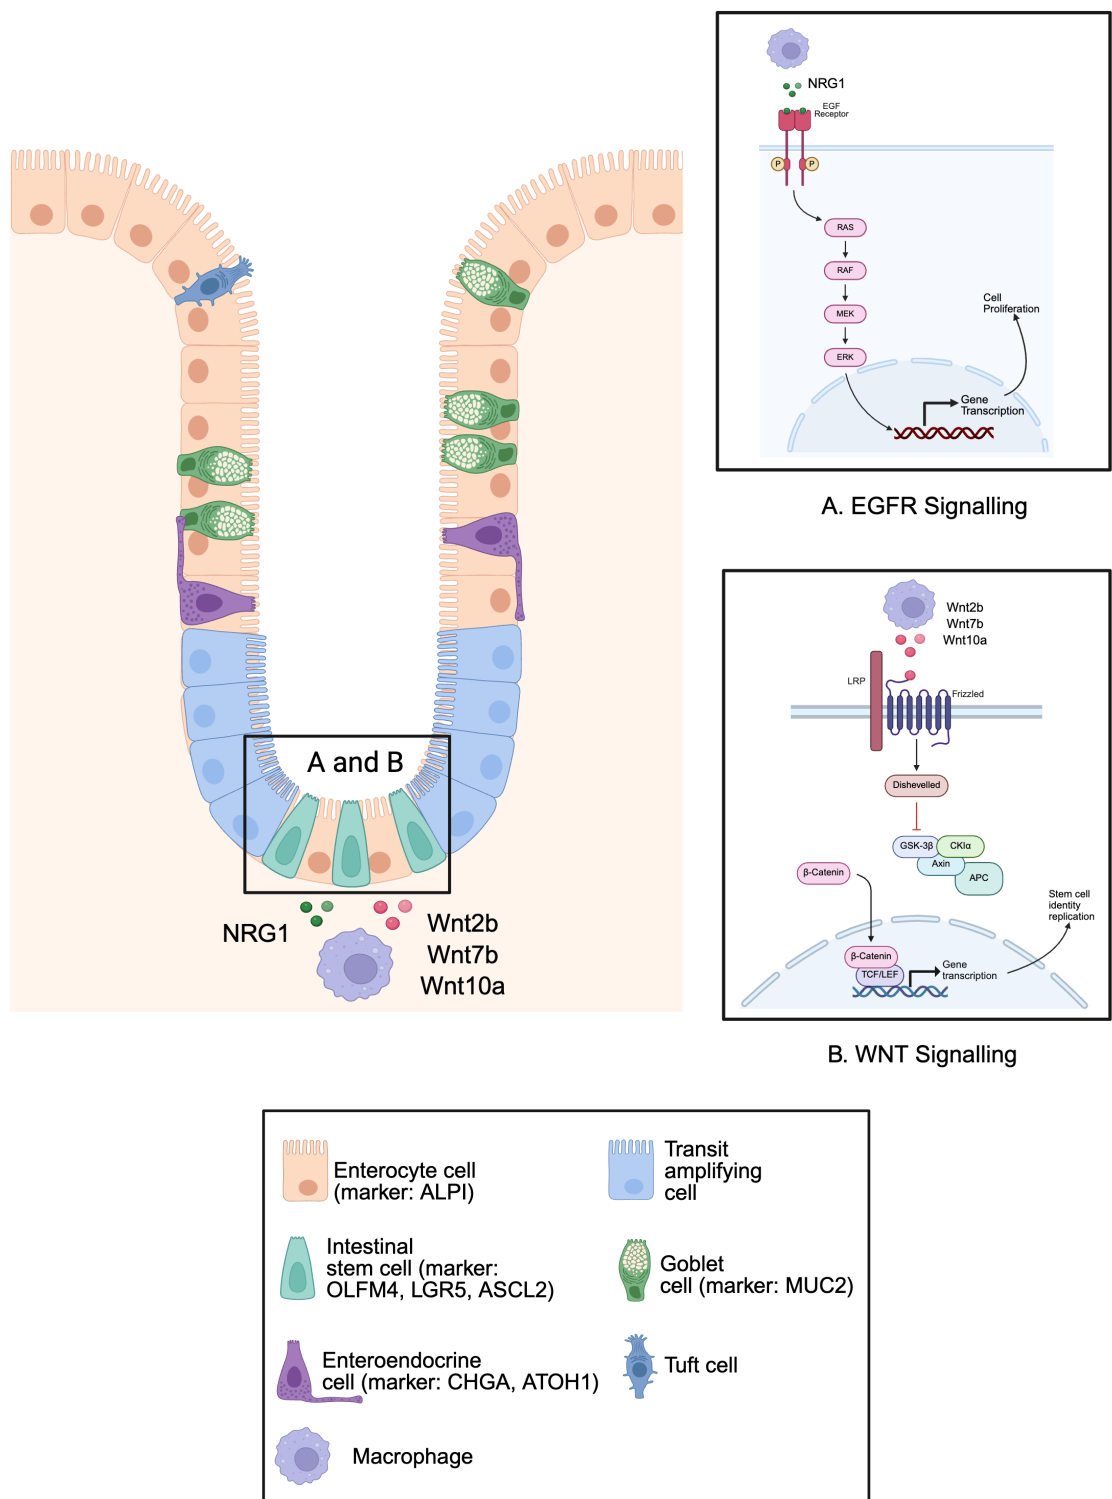 NRG1
EGF
Receptor
P
P
RAS
RAF
MEK
ERK
Cell
Proliferation
Gene
Transcription
A. EGFR Signalling
Wnt2b
Wnt7b
Wnt10a
LRP
Frizzled
Dishevelled
GSK-3β
CKIα
Axin
APC
β-Catenin
Stem cell
identity
replication
β-Catenin
TCF/LEF
Gene
transcription
B. WNT Signalling
A and B
NRG1
Wnt2b
Wnt7b
Wnt10a
Enterocyte cell
(marker: ALPI)
Transit
amplifying
cell
Intestinal
stem cell (marker:
OLFM4, LGR5, ASCL2)
Goblet
cell (marker: MUC2)
Enteroendocrine
cell (marker: CHGA, ATOH1)
Tuft cell
Macrophage